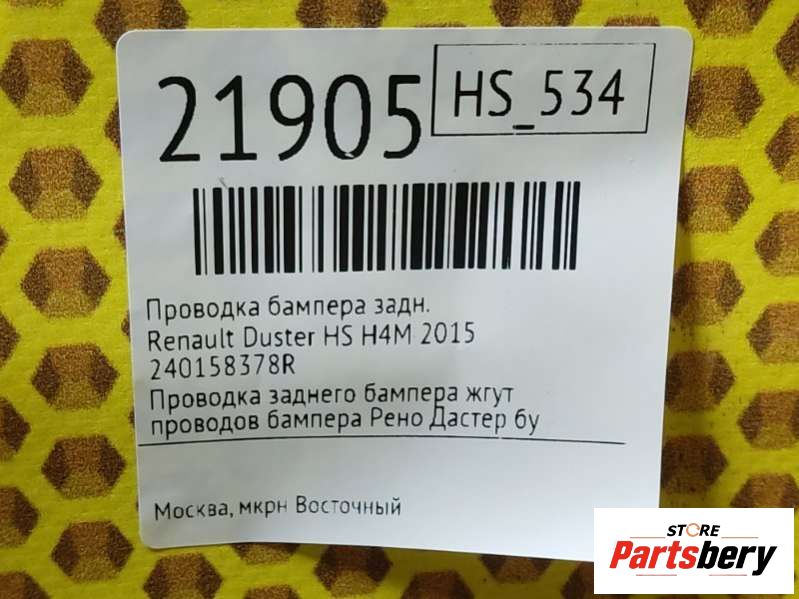 21905
HS_534
Проводка бампера задн.
Renault Duster HS H4M 2015
240158378R
Проводка заднего бампера жгут
проводов бампера Рено Дастер бу
Москва, мкрн Восточный
STORE
Partsbery